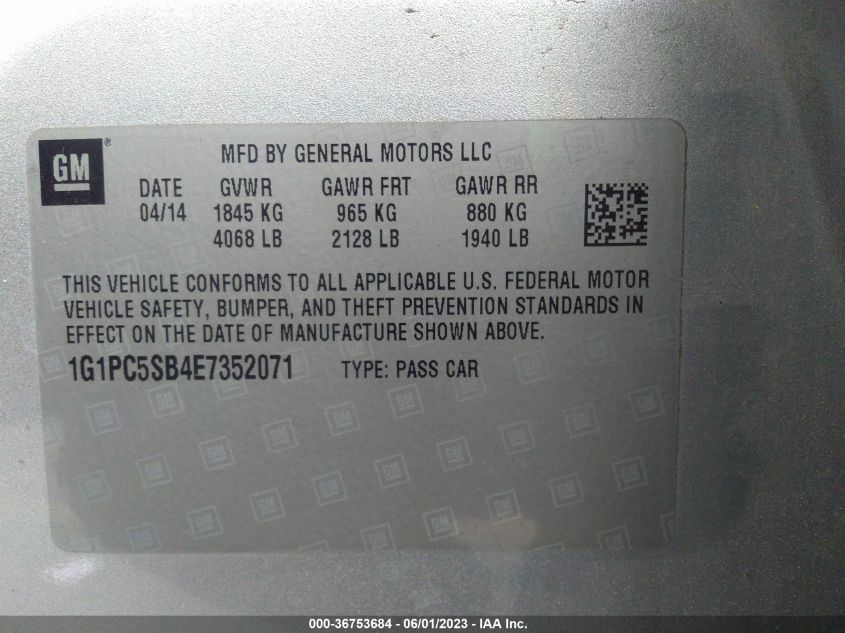 GM ®
MFD BY GENERAL MOTORS LLC
DATE GVWR GAWR FRT GAWR RR
04/14 1845 KG 965 KG 880 KG
4068 LB 2128 LB 1940 LB
THIS VEHICLE CONFORMS TO ALL APPLICABLE U.S. FEDERAL MOTOR
VEHICLE SAFETY, BUMPER, AND THEFT PREVENTION STANDARDS IN
EFFECT ON THE DATE OF MANUFACTURE SHOWN ABOVE.
1G1PC5SB4E7352071 TYPE: PASS CAR
000-36753684 - 06/01/2023 - IAA Inc.